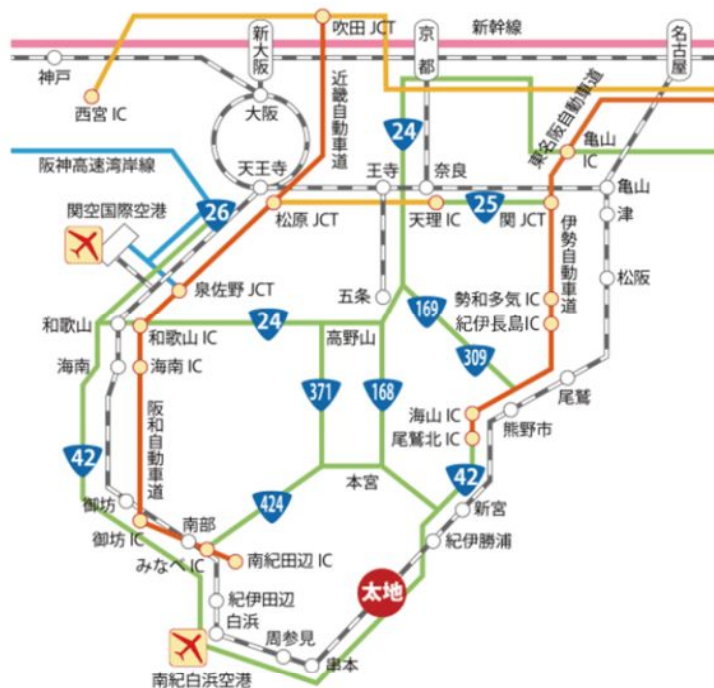 吹田 JCT
新幹線
神戸
新大阪
京都
名古屋
西宮 IC
大阪
近畿自動車道
24
東名阪自動車道
亀山
IC
阪神高速湾岸線
天王寺
王寺
奈良
亀山
関空国際空港
26
松原 JCT
天理 IC
25
関 JCT
津
伊勢自動車道
泉佐野 JCT
五条
勢和多気 IC
松阪
和歌山
和歌山 IC
24
高野山
169
紀伊長島IC
309
海南
海南 IC
371
168
尾鷲
阪和自動車道
海山 IC
熊野市
尾鷲北 IC
42
42
本宮
御坊
424
新宮
御坊 IC
南部
紀伊勝浦
みなべ IC
南紀田辺 IC
太地
紀伊田辺
白浜
周参見
串本
南紀白浜空港